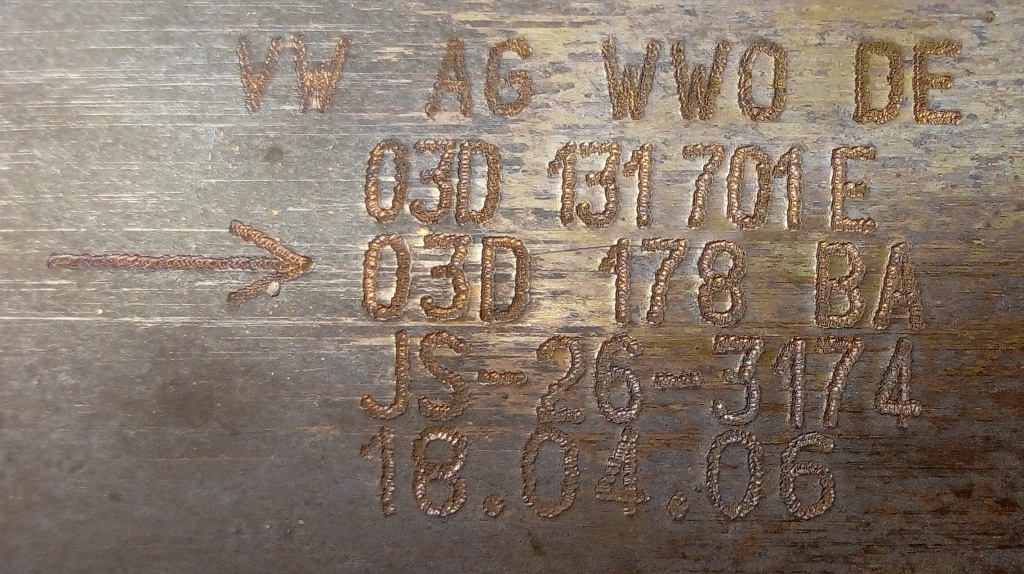 VW AG WWO DE
03D 131 701 E
03D 178 BA
JS-26-3174
18.04.06